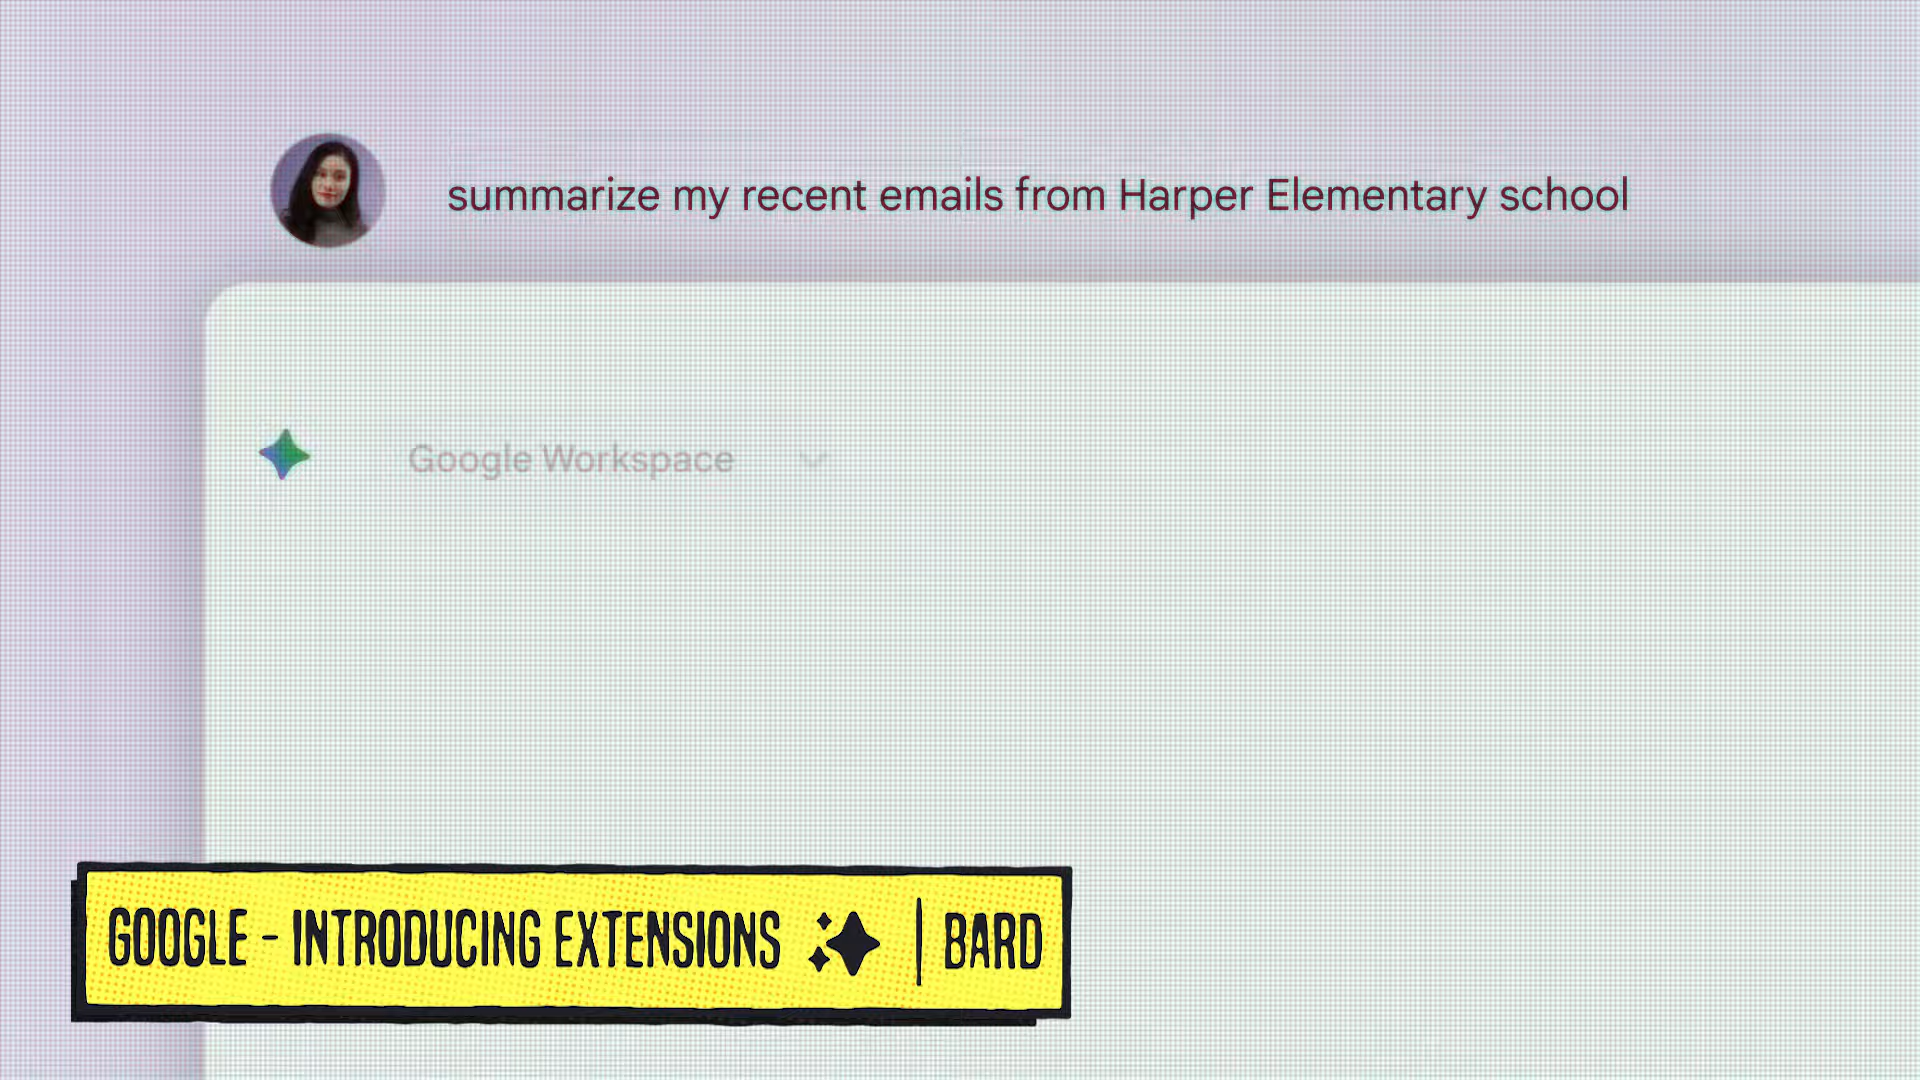 summarize my recent emails from Harper Elementary school
Google Workspace
GOOGLE - INTRODUCING EXTENSIONS | BARD